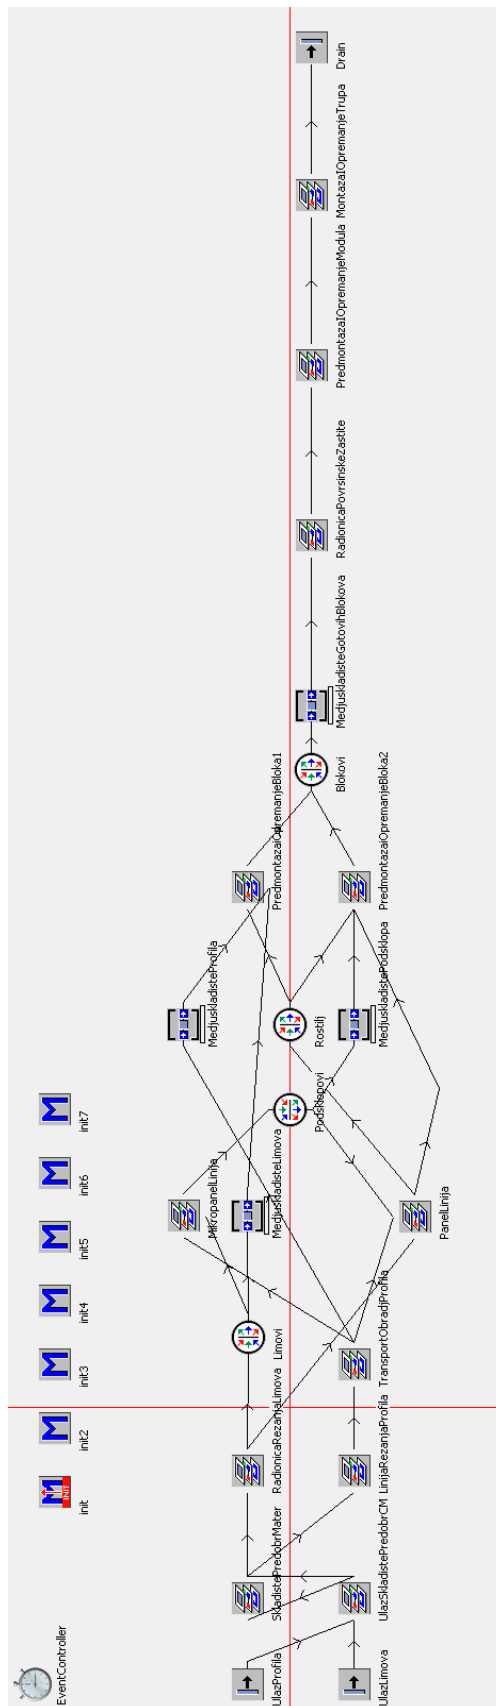 EventController
init
init2
init3
init4
init5
init6
init7
UlazProfila
UlazLimova
SkladistePredobrMater
UlazSkladistePredobrCM
RadionicaRezanjaLimova
LinijaRezanjaProfila
Limovi
TransportObradjProfila
MikropanelLinija
MedjuskladisteLimova
PanelLinija
Podsklopovi
MedjuskladisteProfila
Rostilj
MedjuskladistePodsklopa
PredmontazaiOpremanjeBloka1
PredmontazaiOpremanjeBloka2
Blokovi
MedjuskladisteGotovihBlokova
RadionicaPovrsinskeZastite
PredmontazaIOpremanjeModula
MontazaIOpremanjeTrupa
Drain